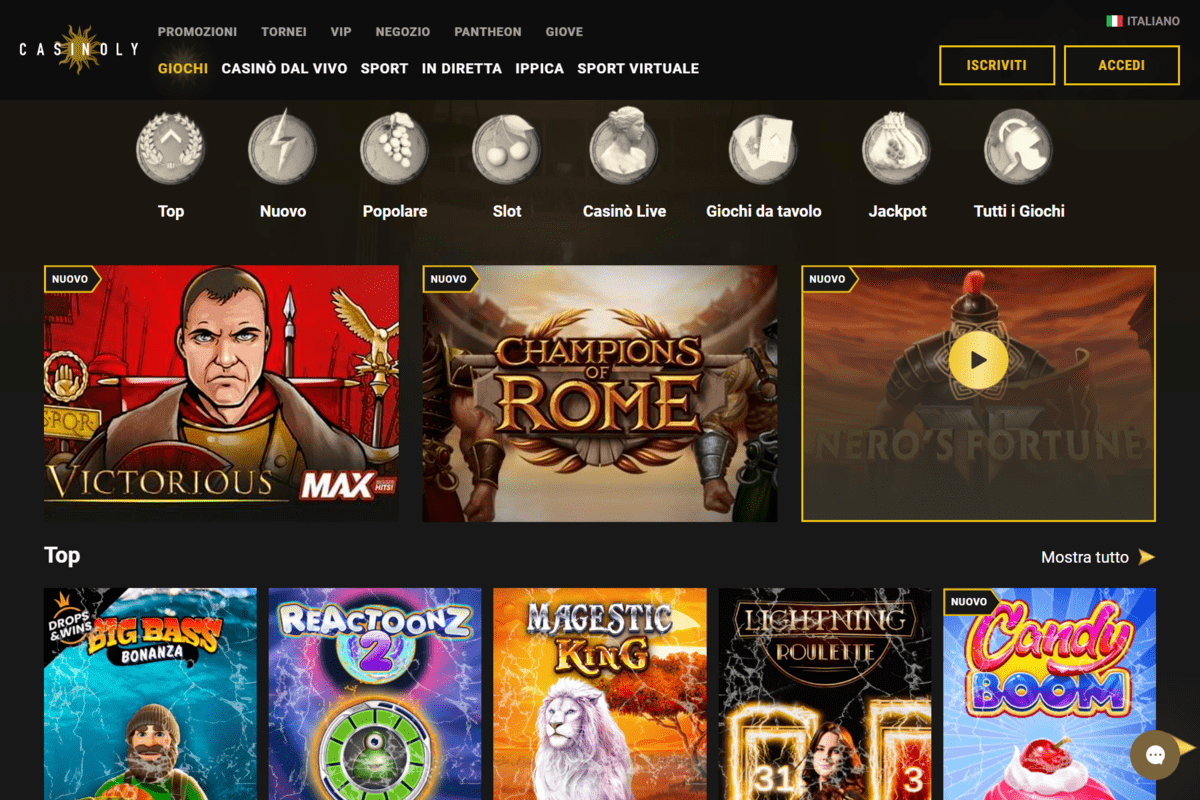 CASINOLY
PROMOZIONI TORNEI VIP NEGOZIO PANTHEON GIOVE
ITALIANO
GIOCHI CASINÒ DAL VIVO SPORT IN DIRETTA IPPICA SPORT VIRTUALE
ISCRIVITI ACCEDI
Top Nuovo Popolare Slot Casinò Live Giochi da tavolo Jackpot Tutti i Giochi
NUOVO
SPQR
VICTORIOUS
MAX
HITS!
NUOVO
CHAMPIONS
OF
ROME
NUOVO
NERO'S FORTUNE
Top
Mostra tutto
DROPS
&WINS
BIG BASS
BONANZA
REACTOONZ
2
MAGESTIC
KING
LIGHTNING
ROULETTE
31
3
NUOVO
Candy
BOOM